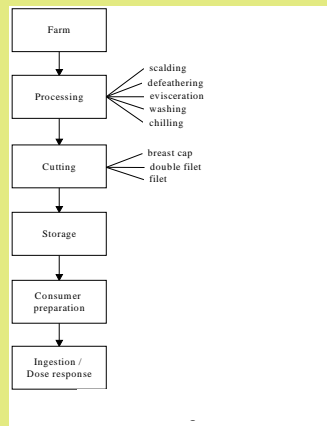 Farm
scalding
defeathering
Processing
evisceration
washing
chilling
breast cap
Cutting
double filet
filet
Storage
Consumer
preparation
Ingestion /
Dose response